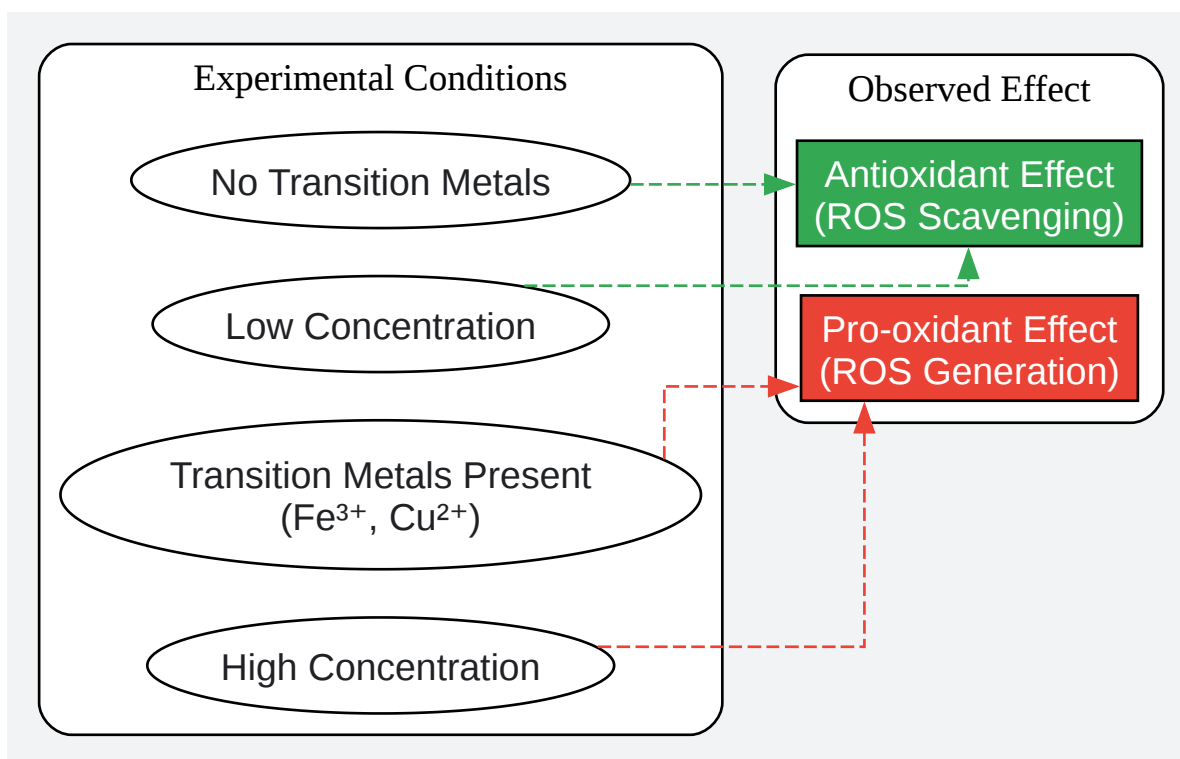 Experimental Conditions
No Transition Metals
Low Concentration
Transition Metals Present
(Fe³⁺, Cu²⁺)
High Concentration
Observed Effect
Antioxidant Effect
(ROS Scavenging)
Pro-oxidant Effect
(ROS Generation)